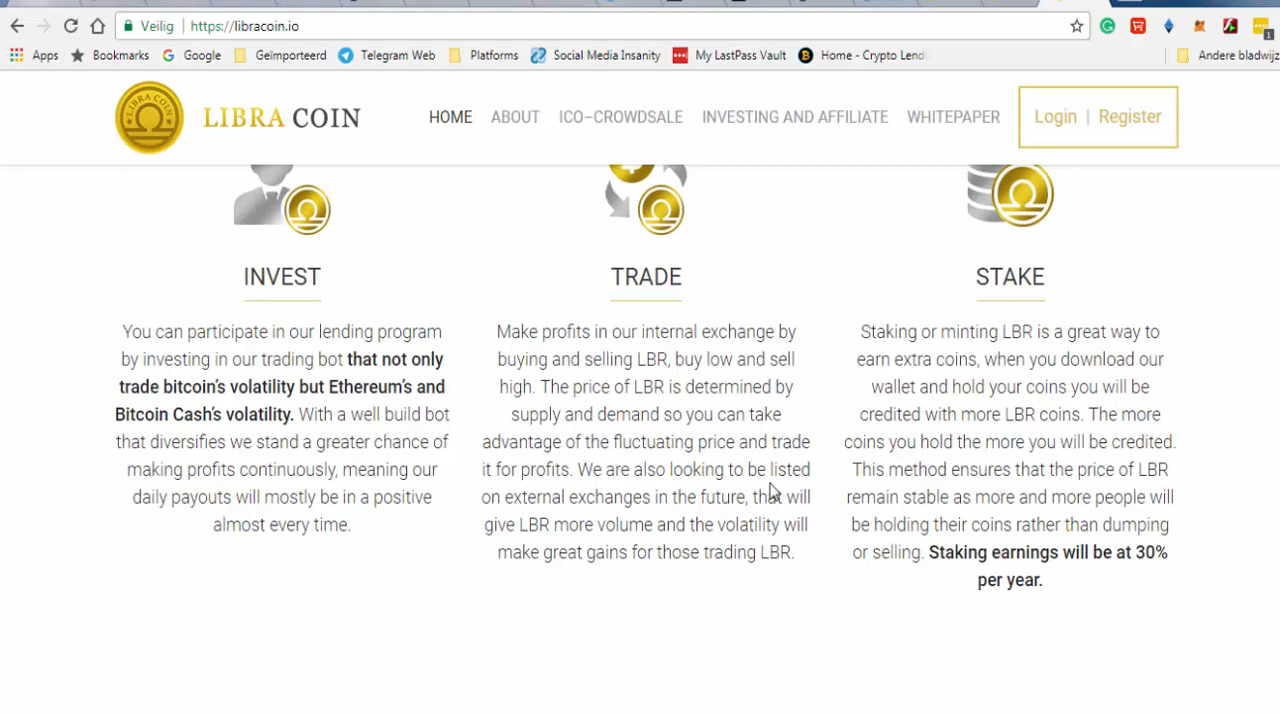 Veilig https://libracoin.io
Apps Bookmarks Google Geïmporteerd Telegram Web Platforms Social Media Insanity My LastPass Vault Home - Crypto Lend Andere bladwijz
1
LIBRA COIN
LIBRA COIN HOME ABOUT ICO–CROWDSALE INVESTING AND AFFILIATE WHITEPAPER Login | Register
INVEST
You can participate in our lending program
by investing in our trading bot that not only
trade bitcoin's volatility but Ethereum's and
Bitcoin Cash's volatility. With a well build bot
that diversifies we stand a greater chance of
making profits continuously, meaning our
daily payouts will mostly be in a positive
almost every time.
TRADE
Make profits in our internal exchange by
buying and selling LBR, buy low and sell
high. The price of LBR is determined by
supply and demand so you can take
advantage of the fluctuating price and trade
it for profits. We are also looking to be listed
on external exchanges in the future, that will
give LBR more volume and the volatility will
make great gains for those trading LBR.
STAKE
Staking or minting LBR is a great way to
earn extra coins, when you download our
wallet and hold your coins you will be
credited with more LBR coins. The more
coins you hold the more you will be credited.
This method ensures that the price of LBR
remain stable as more and more people will
be holding their coins rather than dumping
or selling. Staking earnings will be at 30%
per year.